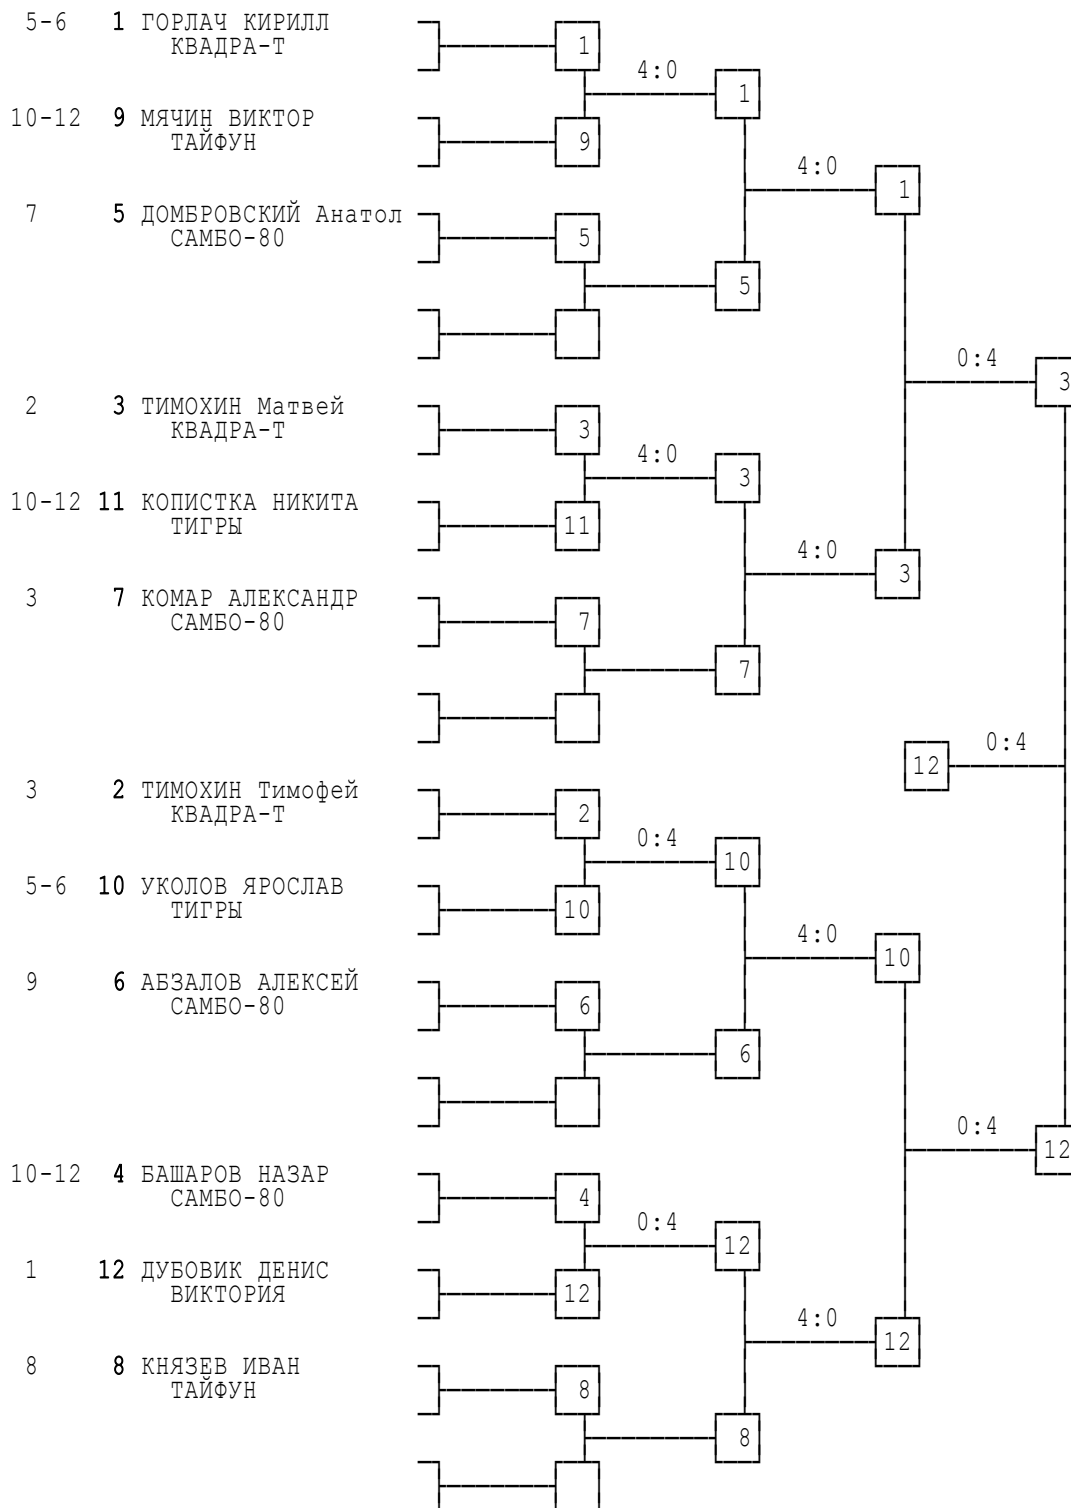 5-6 1 ГОРЛАЧ КИРИЛЛ
КВАДРА-Т
1
4:0
1
10-12 9 МЯЧИН ВИКТОР
ТАЙФУН
9
4:0
1
7 5 ДОМБРОВСКИЙ Анатол
САМБО-80
5
5
0:4
3
2 3 ТИМОХИН Матвей
КВАДРА-Т
3
4:0
3
10-12 11 КОПИСТКА НИКИТА
ТИГРЫ
11
4:0
3
3 7 КОМАР АЛЕКСАНДР
САМБО-80
7
7
0:4
12
3 2 ТИМОХИН Тимофей
КВАДРА-Т
2
0:4
10
5-6 10 УКОЛОВ ЯРОСЛАВ
ТИГРЫ
10
4:0
10
9 6 АБЗАЛОВ АЛЕКСЕЙ
САМБО-80
6
6
0:4
12
10-12 4 БАШАРОВ НАЗАР
САМБО-80
4
0:4
12
1 12 ДУБОВИК ДЕНИС
ВИКТОРИЯ
12
4:0
12
8 8 КНЯЗЕВ ИВАН
ТАЙФУН
8
8